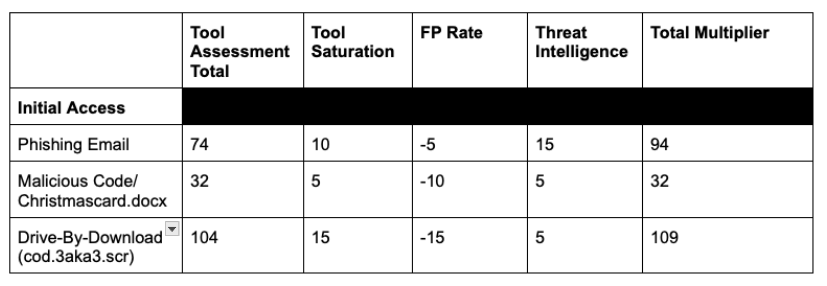 Tool Assessment Total Tool Saturation FP Rate Threat Intelligence Total Multiplier
Initial Access
Phishing Email 74 10 -5 15 94
Malicious Code/ Christmascard.docx 32 5 -10 5 32
Drive-By-Download (cod.3aka3.scr) 104 15 -15 5 109